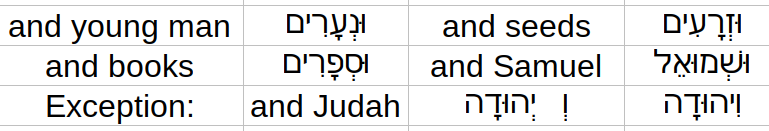 and young man וּנְעָרִים and seeds וּזְרָעִים
and books וּסְפָרִים and Samuel וּשְׁמוּאֵל
Exception: and Judah וְ יְהוּדָה וִיהוּדָה